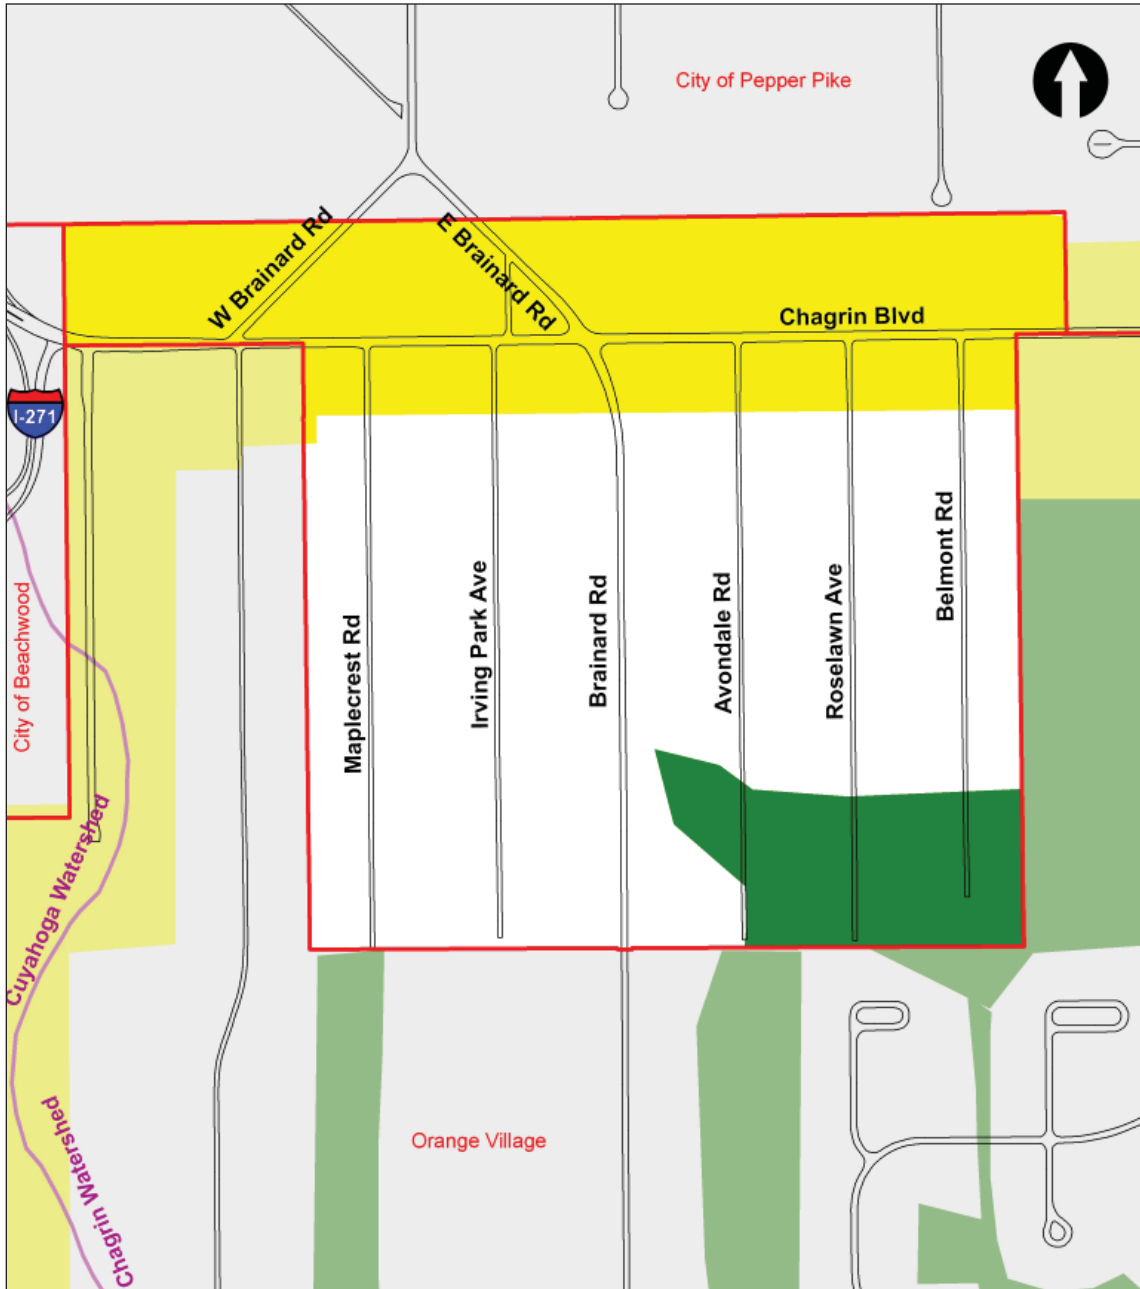 City of Pepper Pike
W Brainard Rd
E Brainard Rd
Chagrin Blvd
I-271
City of Beachwood
Maplecrest Rd
Irving Park Ave
Brainard Rd
Avondale Rd
Roselawn Ave
Belmont Rd
Cuyahoga Watershed
Chagrin Watershed
Orange Village